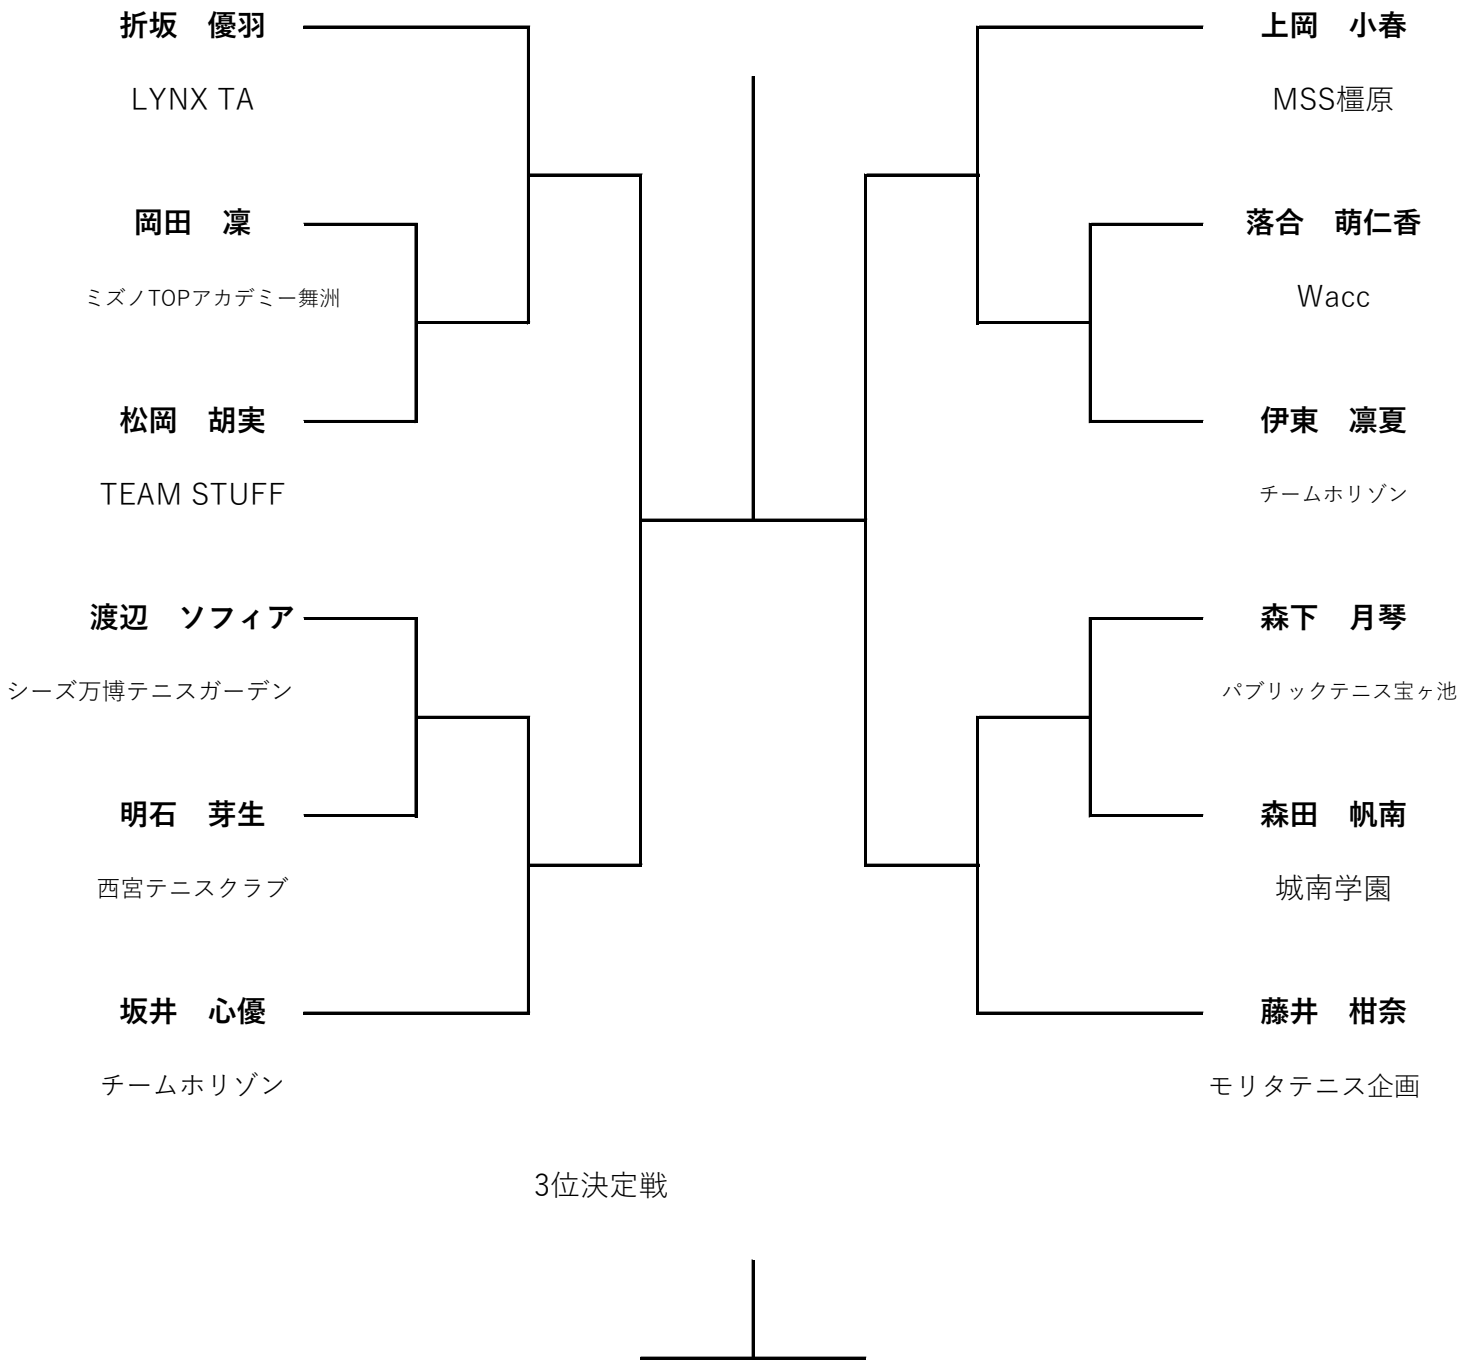 折坂　優羽
LYNX TA
岡田　凜
ミズノTOPアカデミー舞洲
松岡　胡実
TEAM STUFF
渡辺　ソフィア
シーズ万博テニスガーデン
明石　芽生
西宮テニスクラブ
坂井　心優
チームホリゾン
上岡　小春
MSS橿原
落合　萌仁香
Wacc
伊東　凛夏
チームホリゾン
森下　月琴
パブリックテニス宝ヶ池
森田　帆南
城南学園
藤井　柑奈
モリタテニス企画
3位決定戦